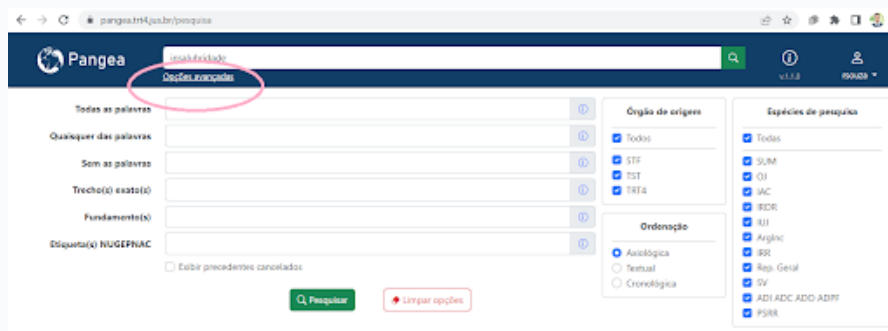 pangea.trt4.jus.br/pesquisa
Pangea
insalubridade
Opções avançadas
v.1.1.0
Todas as palavras
Quaisquer das palavras
Sem as palavras
Trecho(s) exato(s)
Fundamento(s)
Etiqueta(s) NUGEPNAC
Exibir precedentes cancelados
Pesquisar
Limpar opções
Órgão de origem
Todos
STF
TST
TRT4
Ordenação
Axiológica
Textual
Cronológica
Espécies de pesquisa
Todas
SUM
OJ
IAC
IRDR
IUJ
ArgInc
IRR
Rep. Geral
SV
ADI ADC ADO ADPF
PSRR